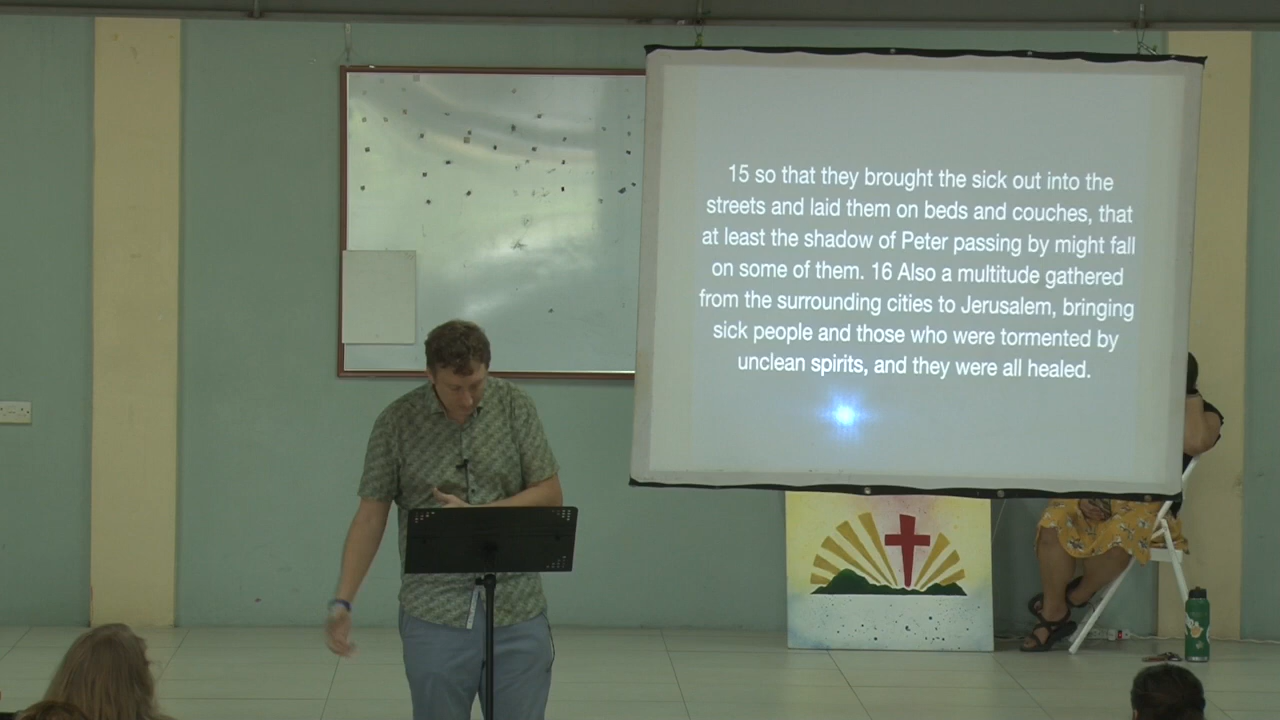 15 so that they brought the sick out into the
streets and laid them on beds and couches, that
at least the shadow of Peter passing by might fall
on some of them. 16 Also a multitude gathered
from the surrounding cities to Jerusalem, bringing
sick people and those who were tormented by
unclean spirits, and they were all healed.